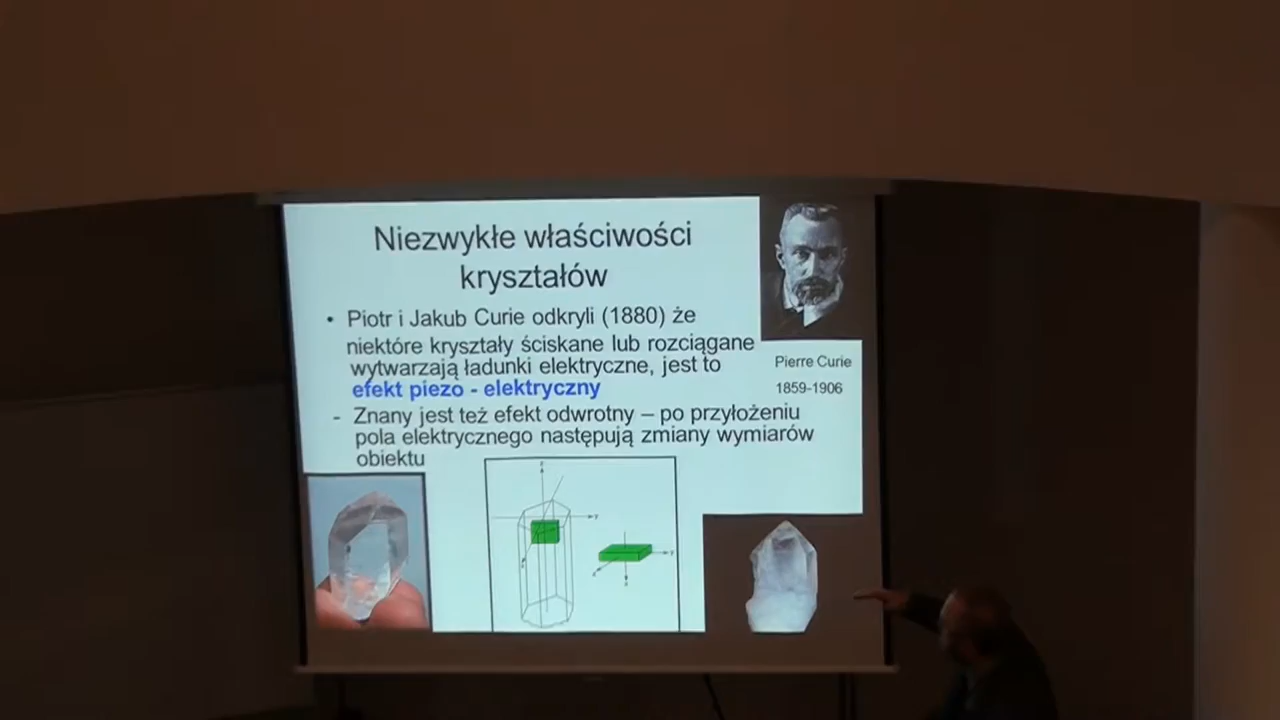 Niezwykłe właściwości
kryształów
• Piotr i Jakub Curie odkryli (1880) że
niektóre kryształy ściskane lub rozciągane
wytwarzają ładunki elektryczne, jest to
efekt piezo - elektryczny
- Znany jest też efekt odwrotny – po przyłożeniu
pola elektrycznego następują zmiany wymiarów
obiektu
Pierre Curie
1859-1906